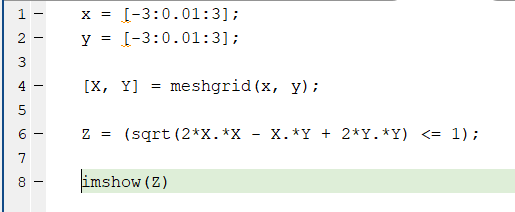 1 - x = [-3:0.01:3];
2 - y = [-3:0.01:3];
3
4 - [X, Y] = meshgrid(x, y);
5
6 - Z = (sqrt(2*X.*X - X.*Y + 2*Y.*Y) <= 1);
7
8 - imshow(Z)